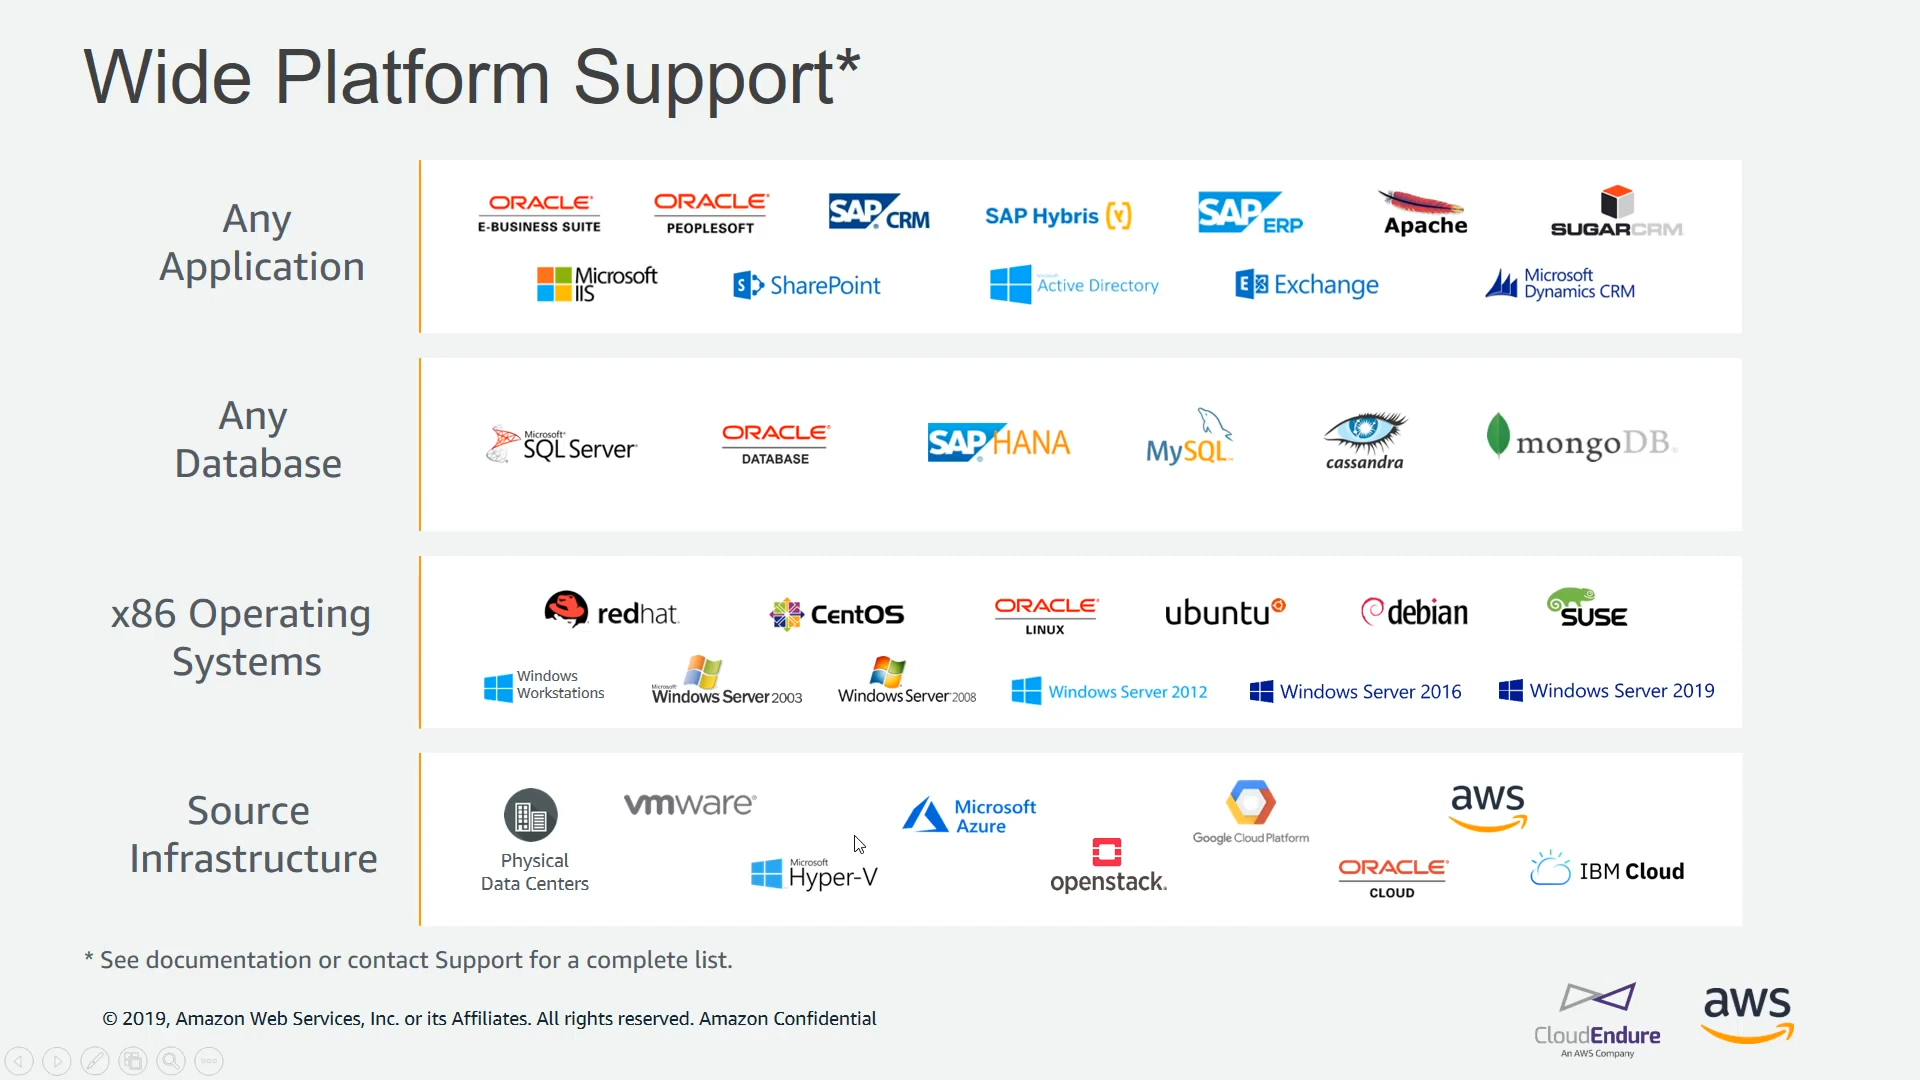 Wide Platform Support*
Any
Application
ORACLE®
E-BUSINESS SUITE
ORACLE®
PEOPLESOFT
SAP® CRM
SAP Hybris (Y)
SAP ERP
Apache
SUGARCRM
Microsoft
IIS
S SharePoint
Microsoft
Active Directory
E Exchange
Microsoft
Dynamics CRM
Any
Database
Microsoft®
SQL Server®
ORACLE®
DATABASE
SAP® HANA
MySQL™
cassandra
mongoDB®
x86 Operating
Systems
redhat.
CentOS
ORACLE®
LINUX
ubuntu®
debian
SUSE
Windows
Workstations
Microsoft
Windows Server 2003
Windows Server® 2008
Windows Server 2012
Windows Server 2016
Windows Server 2019
Source
Infrastructure
Physical
Data Centers
vmware®
Microsoft
Hyper-V
Microsoft
Azure
openstack.
Google Cloud Platform
ORACLE®
CLOUD
aws
IBM Cloud
* See documentation or contact Support for a complete list.
© 2019, Amazon Web Services, Inc. or its Affiliates. All rights reserved. Amazon Confidential
CloudEndure
An AWS Company
aws